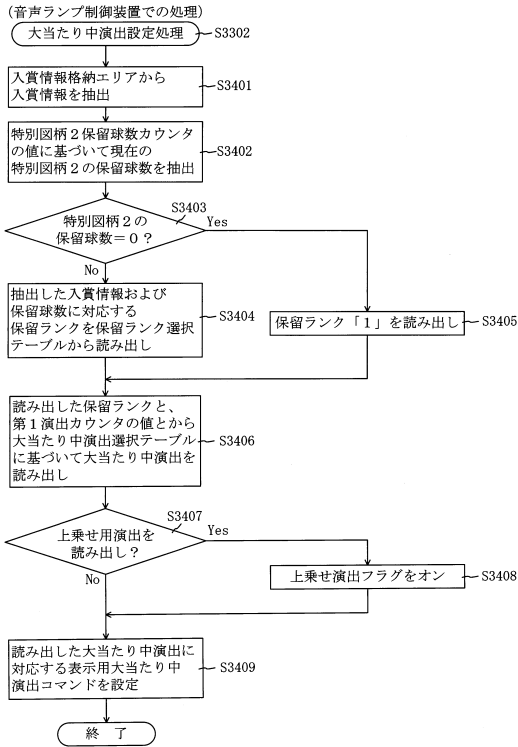 (音声ランプ制御装置での処理)
大当たり中演出設定処理
S3302
入賞情報格納エリアから
入賞情報を抽出
S3401
特別図柄2保留球数カウンタ
の値に基づいて現在の
特別図柄2の保留球数を抽出
S3402
S3403
特別図柄2の
保留球数=0?
Yes
No
抽出した入賞情報および
保留球数に対応する
保留ランクを保留ランク選択
テーブルから読み出し
S3404
保留ランク「1」を読み出し
S3405
読み出した保留ランクと、
第1演出カウンタの値とから
大当たり中演出選択テーブル
に基づいて大当たり中演出を
読み出し
S3406
S3407
上乗せ用演出を
読み出し?
Yes
No
上乗せ演出フラグをオン
S3408
読み出した大当たり中演出に
対応する表示用大当たり中
演出コマンドを設定
S3409
終了